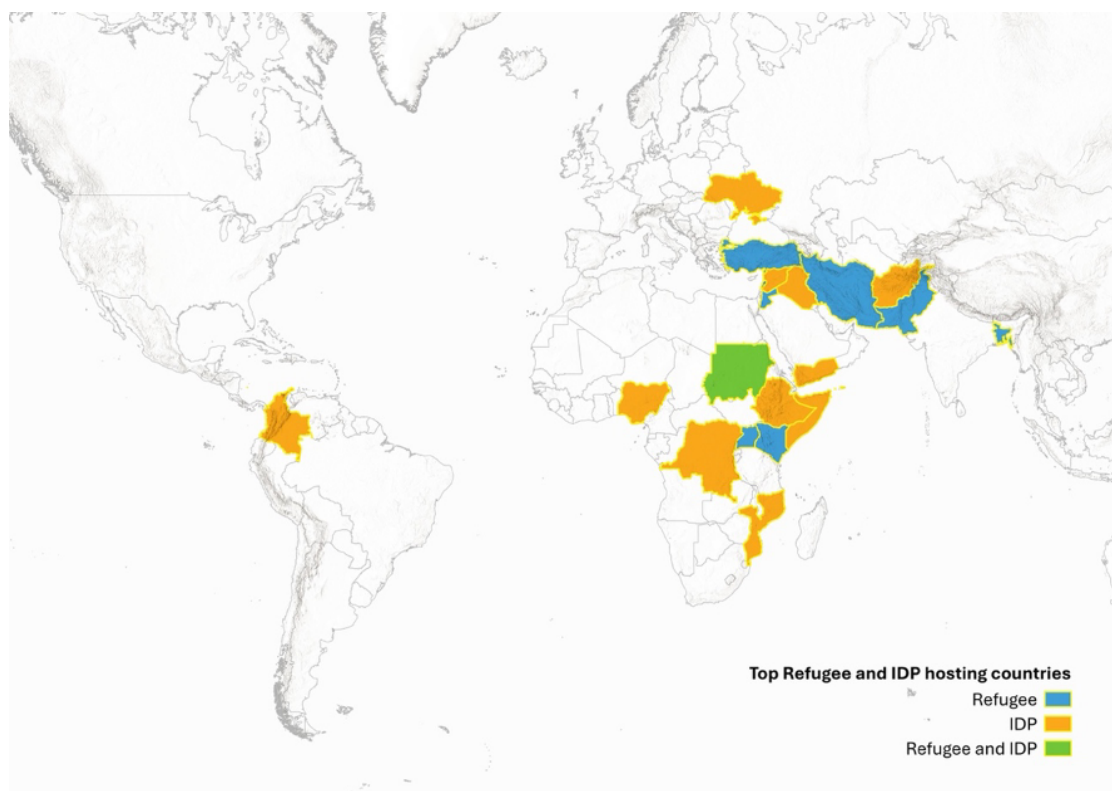 Top Refugee and IDP hosting countries
Refugee
IDP
Refugee and IDP